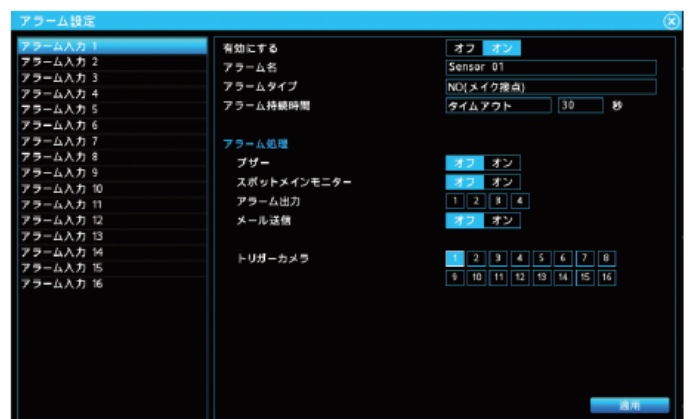 アラーム設定
アラーム入力 1
アラーム入力 2
アラーム入力 3
アラーム入力 4
アラーム入力 5
アラーム入力 6
アラーム入力 7
アラーム入力 8
アラーム入力 9
アラーム入力 10
アラーム入力 11
アラーム入力 12
アラーム入力 13
アラーム入力 14
アラーム入力 15
アラーム入力 16
有効にする オフ オン
アラーム名 Sensor 01
アラームタイプ NO(メイク接点)
アラーム持続時間 タイムアウト 30 秒
アラーム処理
ブザー オフ オン
スポットメインモニター オフ オン
アラーム出力 1 2 3 4
メール送信 オフ オン
トリガーカメラ 1 2 3 4 5 6 7 8
9 10 11 12 13 14 15 16
適用